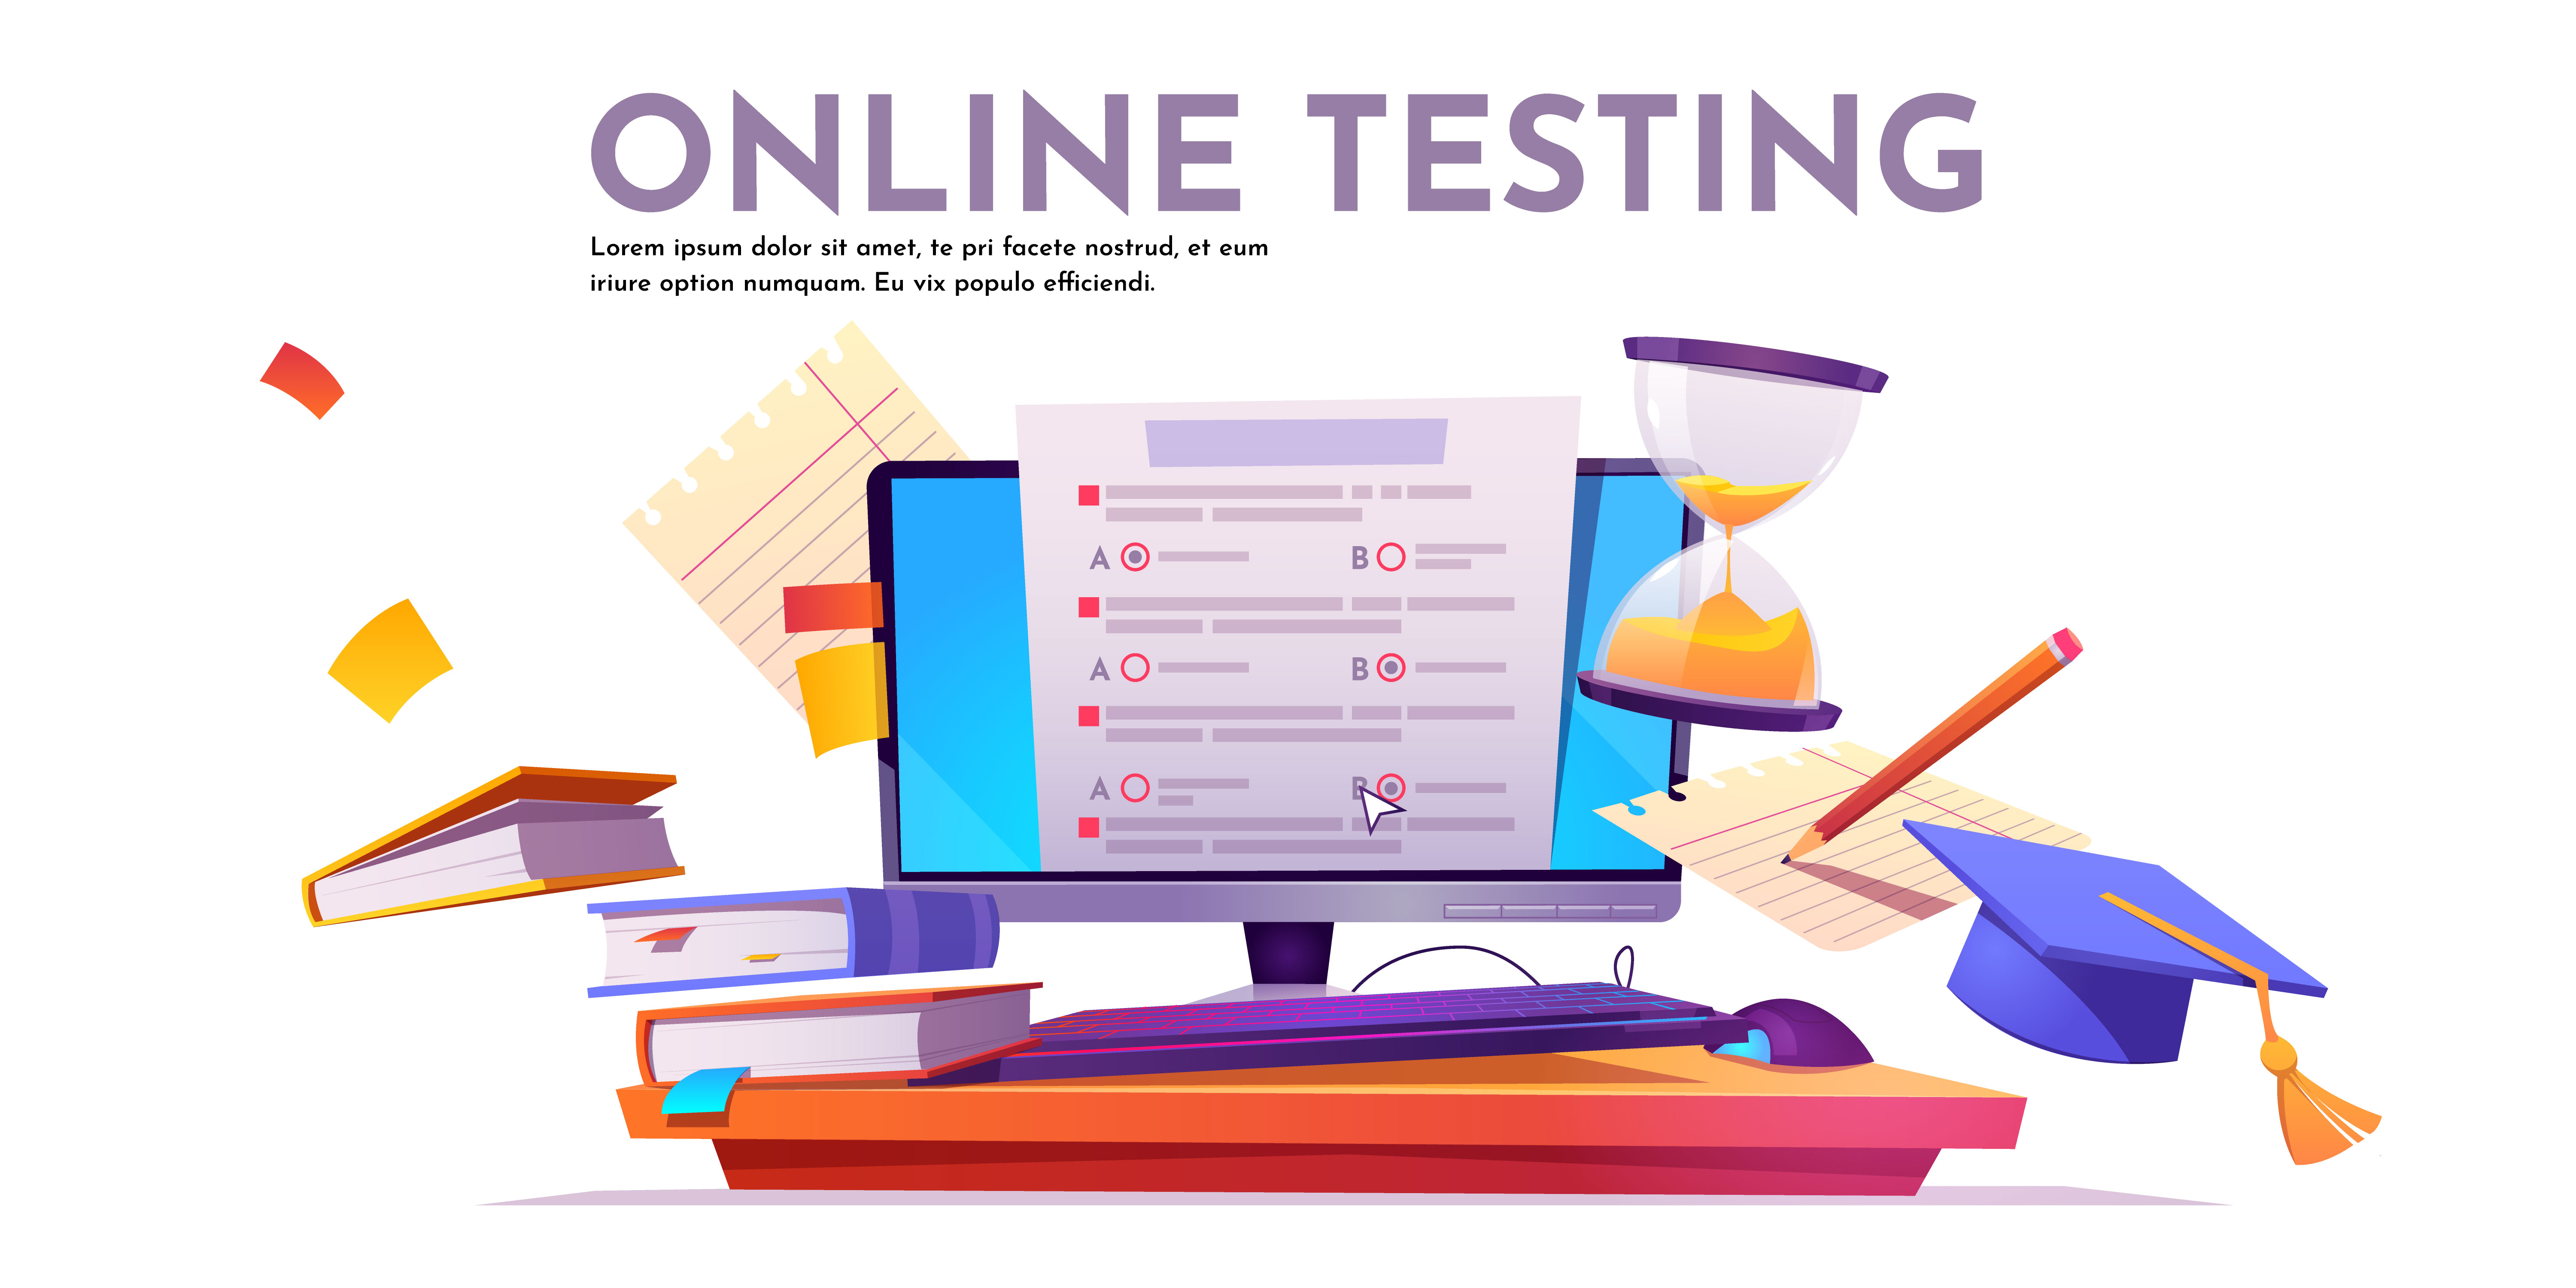 ONLINE TESTING
Lorem ipsum dolor sit amet, te pri facete nostrud, et eum
iriure option numquam. Eu vix populo efficiendi.
A B
A B
A B